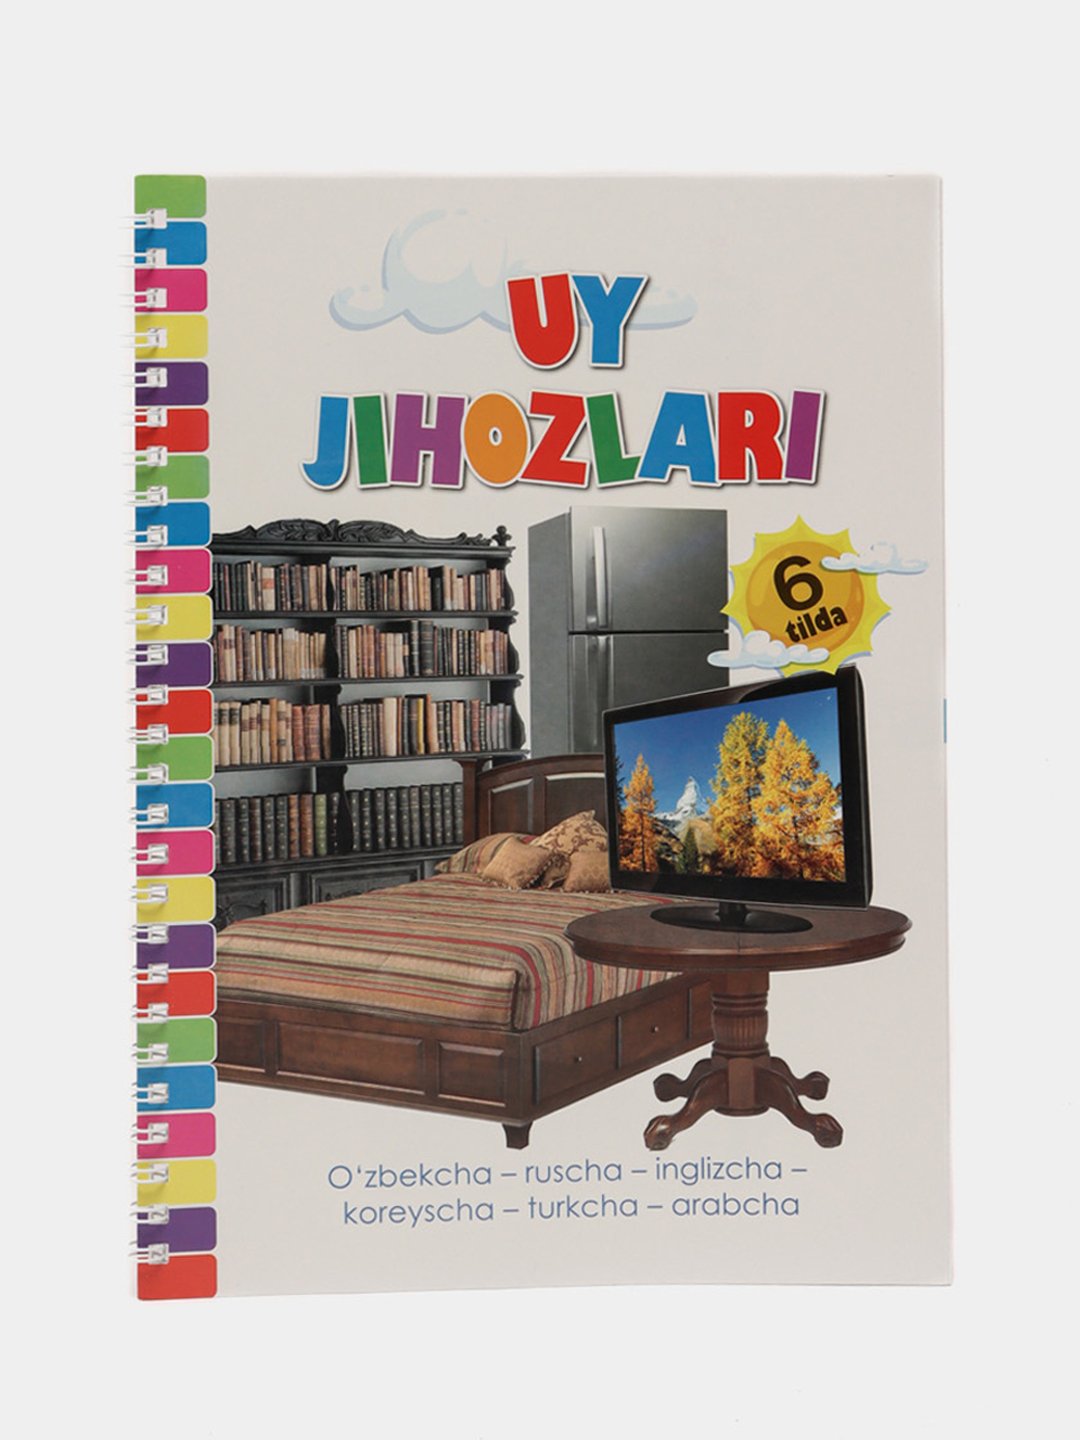 UY
JIHOZLARI
6
tilda
O‘zbekcha – ruscha – inglizcha –
koreyscha – turkcha – arabcha